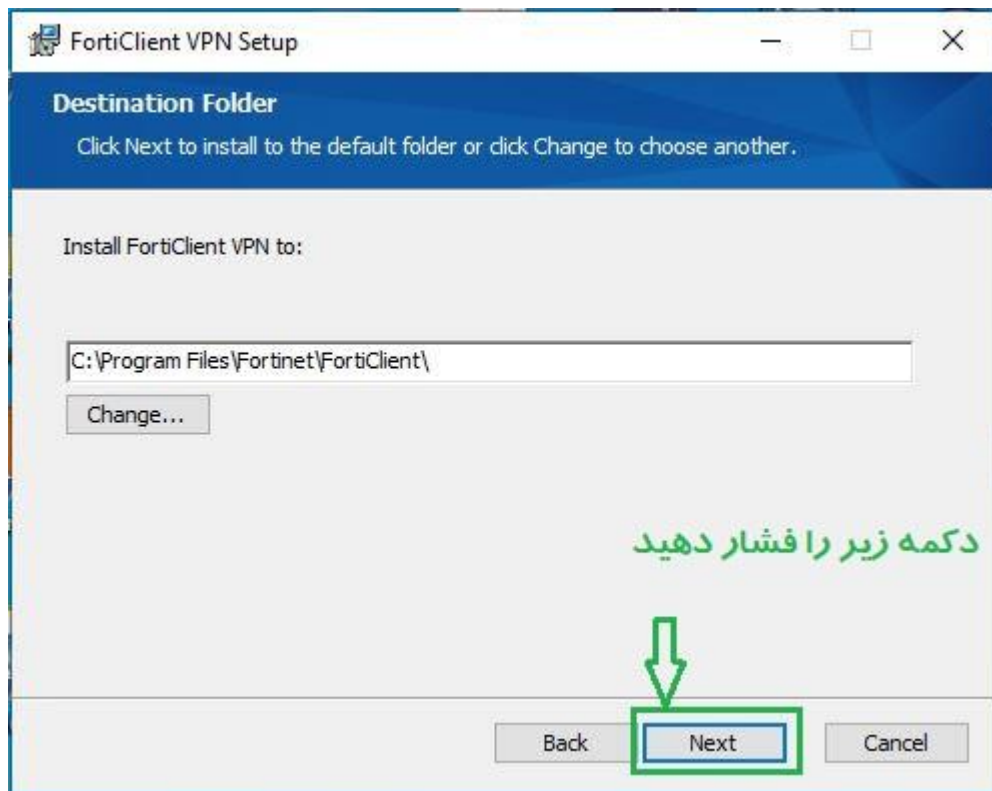 FortiClient VPN Setup
Destination Folder
Click Next to install to the default folder or click Change to choose another.
Install FortiClient VPN to:
C:\Program Files\Fortinet\FortiClient\
Change...
دکمه زیر را فشار دهید
Back Next Cancel